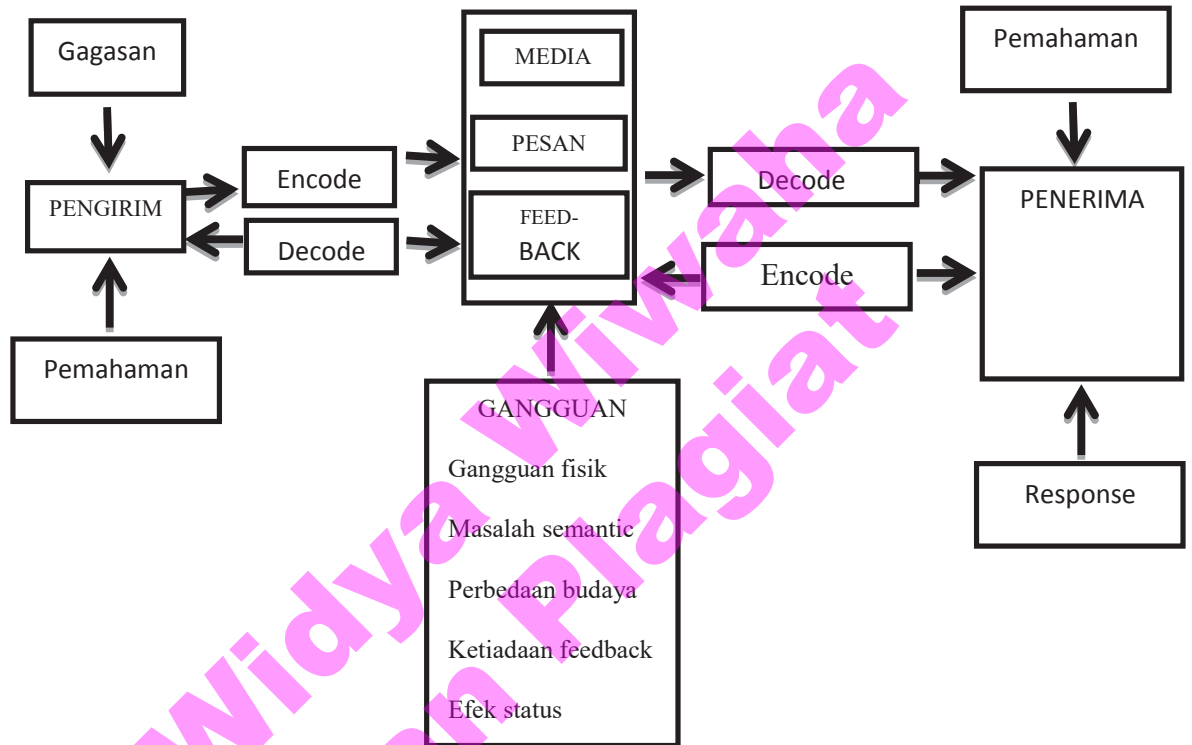 Gagasan
MEDIA
Pemahaman
PESAN
Encode
Decode
PENGIRIM
PENERIMA
FEED-
BACK
Decode
Encode
Pemahaman
GANGGUAN
Gangguan fisik
Masalah semantic
Perbedaan budaya
Ketiadaan feedback
Efek status
Response
Widya Wiwaha
Plagiat